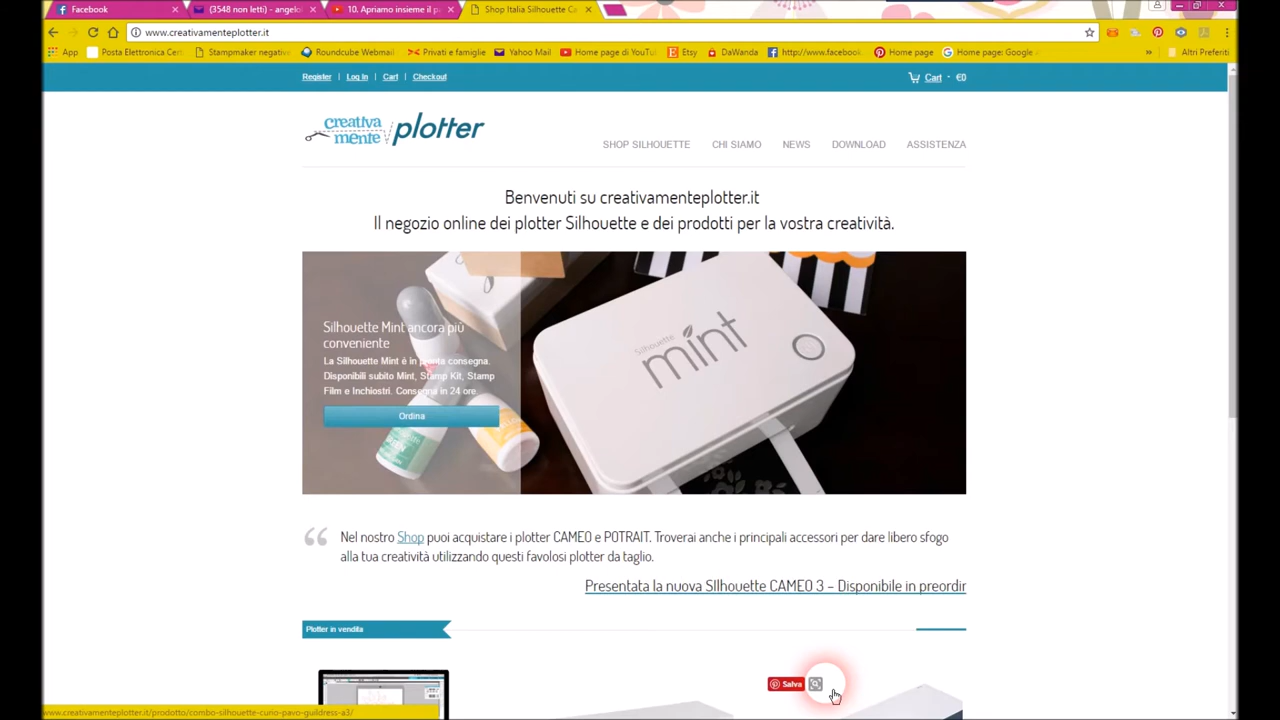 Facebook
(3548 non letti) - angelo
10. Apriamo insieme il p
Shop Italia Silhouette Ca
www.creativamenteplotter.it
App
Posta Elettronica Cert
Stampmaker negative
Roundcube Webmail
Privati e famiglie
Yahoo Mail
Home page di YouTu
Etsy
DaWanda
http://www.facebook
Home page
Home page: Google
»
Altri Preferiti
Register | Log In | Cart | Checkout
Cart - €0
creativa
mente
plotter
SHOP SILHOUETTE
CHI SIAMO
NEWS
DOWNLOAD
ASSISTENZA
Benvenuti su creativamenteplotter.it
Il negozio online dei plotter Silhouette e dei prodotti per la vostra creatività.
Silhouette Mint ancora più
conveniente
La Silhouette Mint è in pronta consegna.
Disponibili subito Mint, Stamp Kit, Stamp
Film e Inchiostri. Consegna in 24 ore
Ordina
Silhouette
mint
Nel nostro Shop puoi acquistare i plotter CAMEO e POTRAIT. Troverai anche i principali accessori per dare libero sfogo
alla tua creatività utilizzando questi favolosi plotter da taglio.
Presentata la nuova SIlhouette CAMEO 3 – Disponibile in preordir
Plotter in vendita
Salva
www.creativamenteplotter.it/prodotto/combo-silhouette-curio-pavo-guildress-a3/